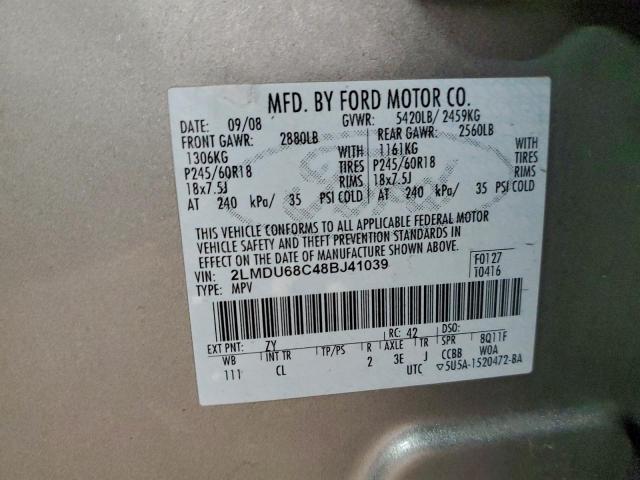 MFD. BY FORD MOTOR CO.
DATE: 09/08 GVWR: 5420LB/ 2459KG
FRONT GAWR: 2880LB REAR GAWR: 2560LB
1306KG WITH 1161KG WITH
P245/60R18 TIRES P245/60R18 TIRES
18x7.5J RIMS 18x7.5J RIMS
AT 240 kPa/ 35 PSI COLD AT 240 kPa/ 35 PSI COLD
THIS VEHICLE CONFORMS TO ALL APPLICABLE FEDERAL MOTOR
VEHICLE SAFETY AND THEFT PREVENTION STANDARDS IN
EFFECT ON THE DATE OF MANUFACTURE SHOWN ABOVE.
VIN: 2LMDU68C48BJ41039 F0127
TYPE: MPV T0416
EXT PNT: ZY RC: 42 DSO:
WB INT TR TP/PS R AXLE TR SPR 8Q11F
111 CL 2 3E J CCBB W0A
UTC ▽5U5A-1520472-BA